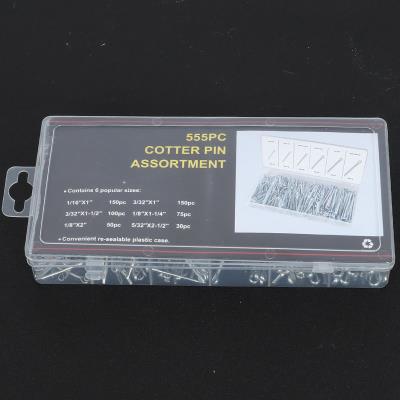 555PC
COTTER PIN
ASSORTMENT
• Contains 6 popular sizes:
1/16"X1" 150pc 3/32"X1" 150pc
3/32"X1-1/2" 100pc 1/8"X1-1/4" 75pc
1/8"X2" 50pc 5/32"X2-1/2" 30pc
• Convenient re-sealable plastic case.